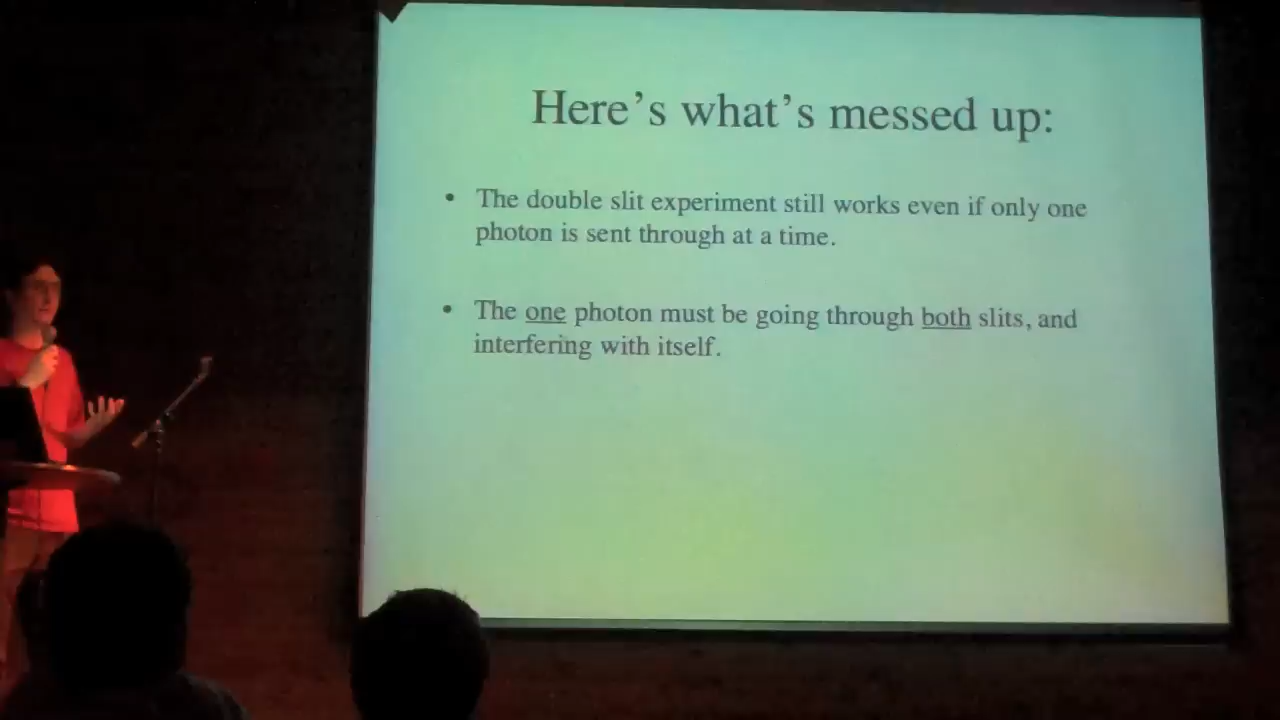 Here’s what’s messed up:
• The double slit experiment still works even if only one
photon is sent through at a time.
• The one photon must be going through both slits, and
interfering with itself.